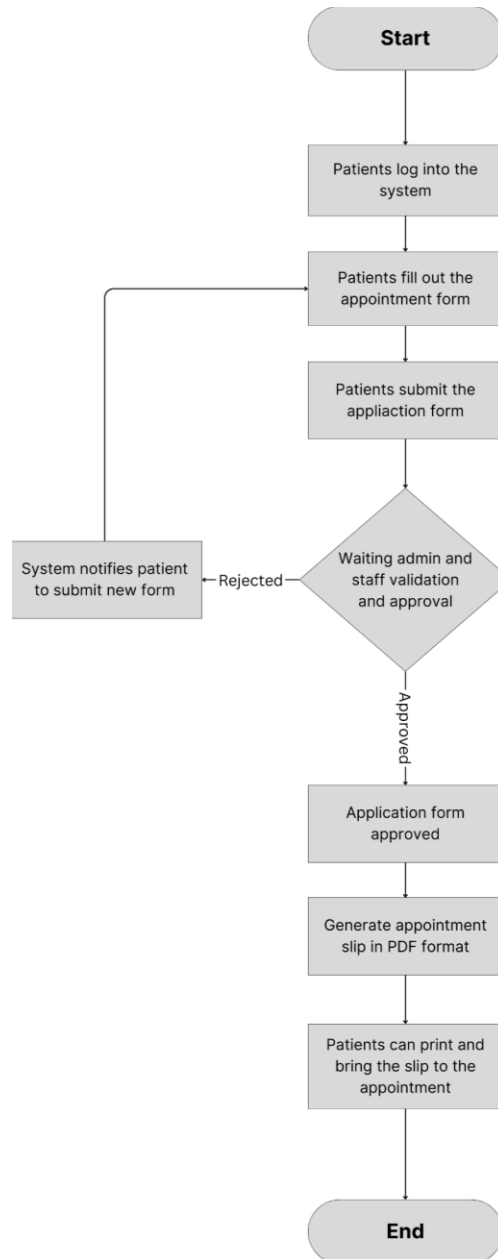 Start
Patients log into the
system
Patients fill out the
appointment form
Patients submit the
appliaction form
Waiting admin and
staff validation
and approval
Rejected
System notifies patient
to submit new form
Approved
Application form
approved
Generate appointment
slip in PDF format
Patients can print and
bring the slip to the
appointment
End